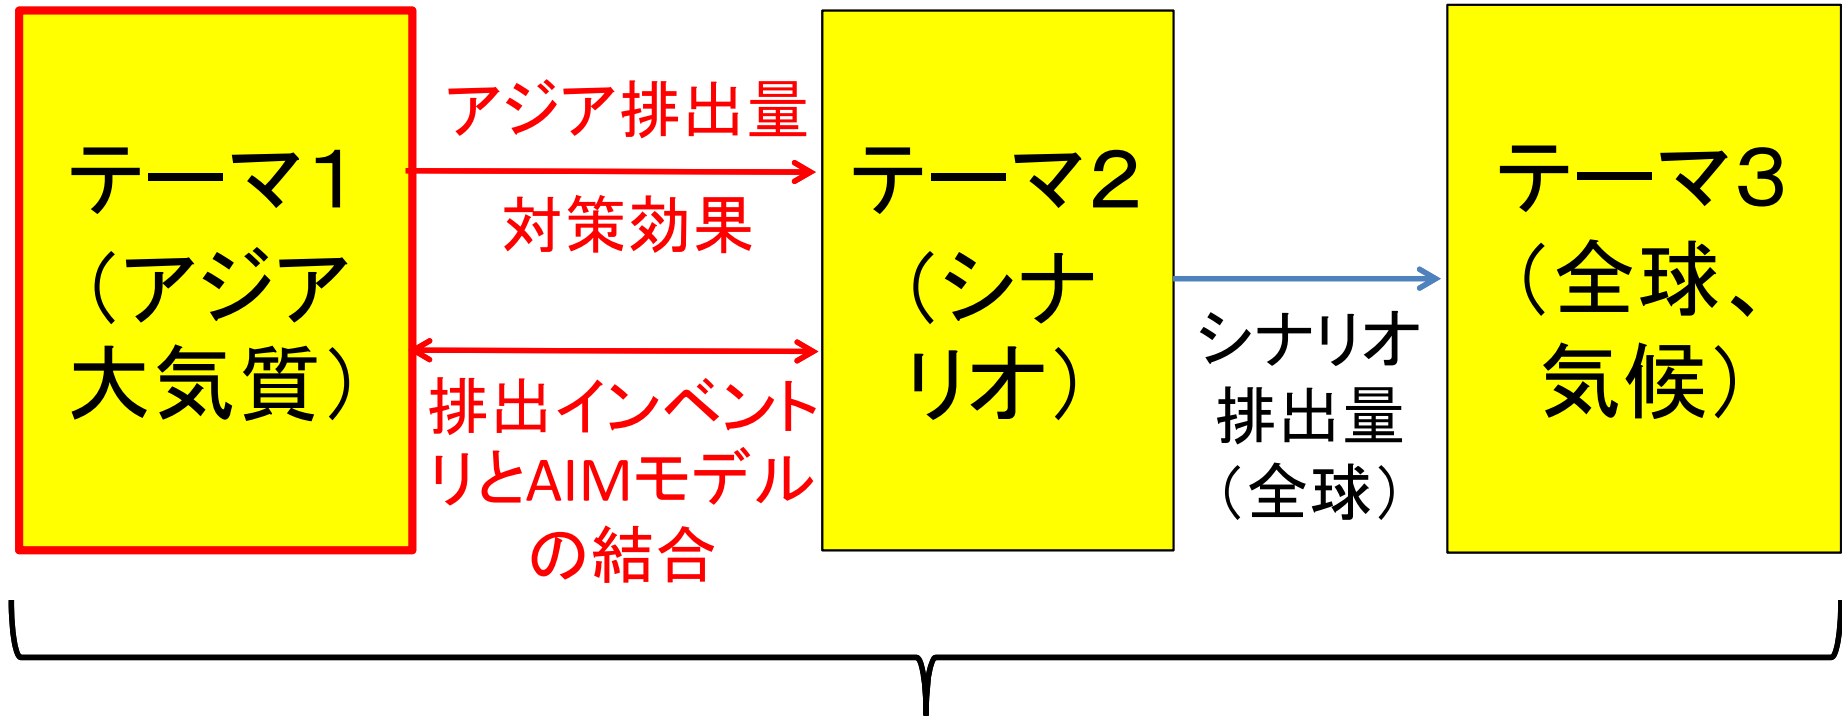 テーマ1
（アジア
大気質）
アジア排出量
対策効果
排出インベント
リとAIMモデル
の結合
テーマ２
（シナ
リオ）
シナリオ
排出量
（全球）
テーマ３
（全球、
気候）